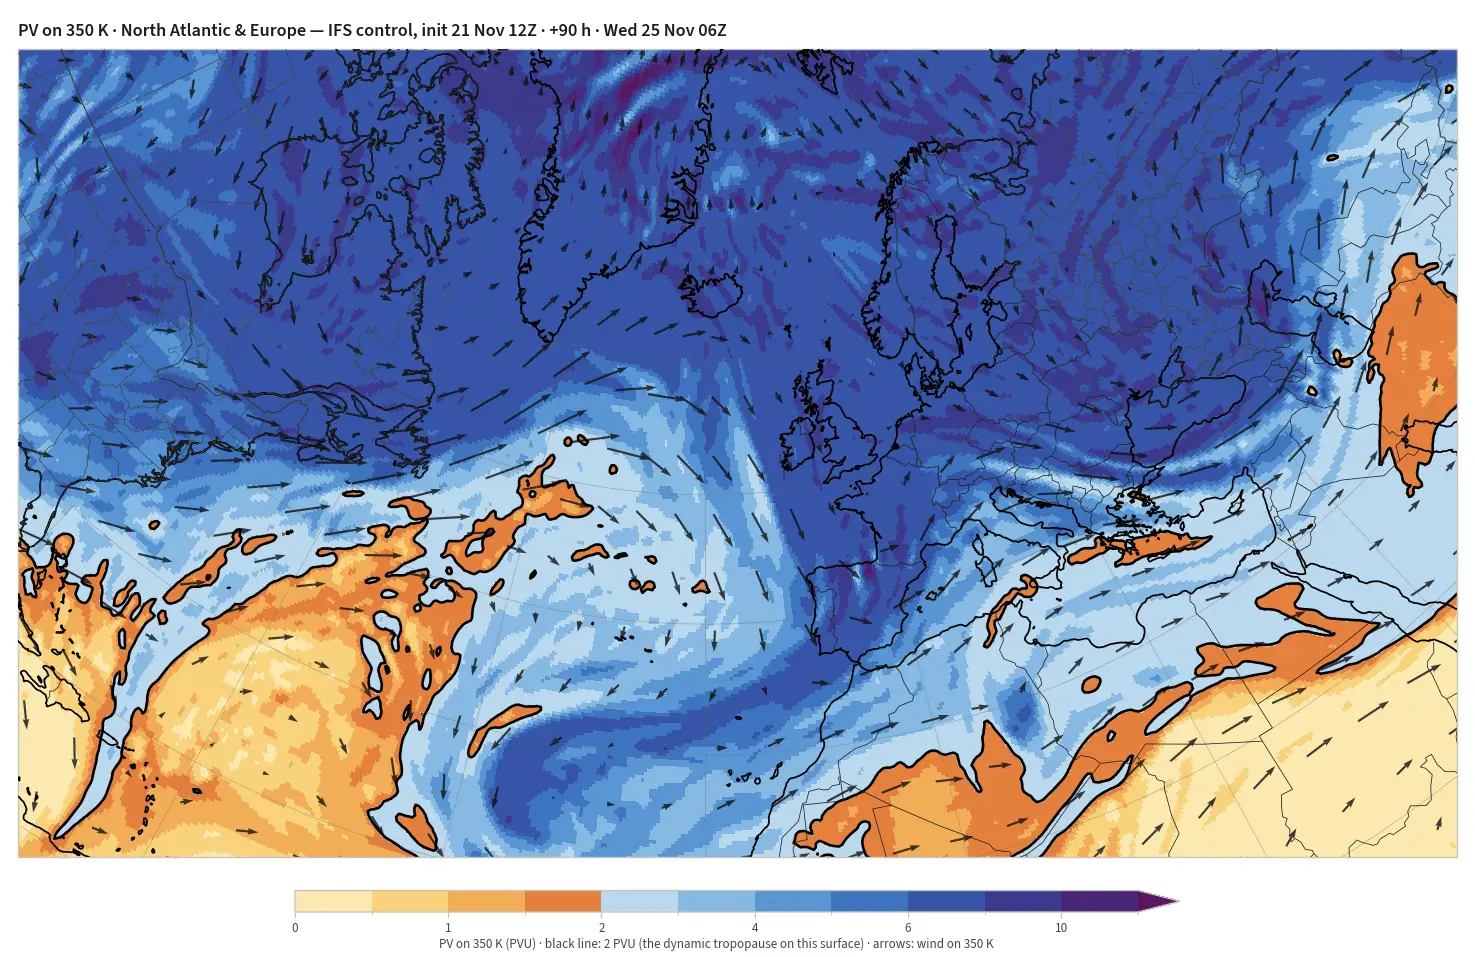 PV on 350 K · North Atlantic & Europe — IFS control, init 21 Nov 12Z · +90 h · Wed 25 Nov 06Z
0 1 2 4 6 10
PV on 350 K (PVU) · black line: 2 PVU (the dynamic tropopause on this surface) · arrows: wind on 350 K